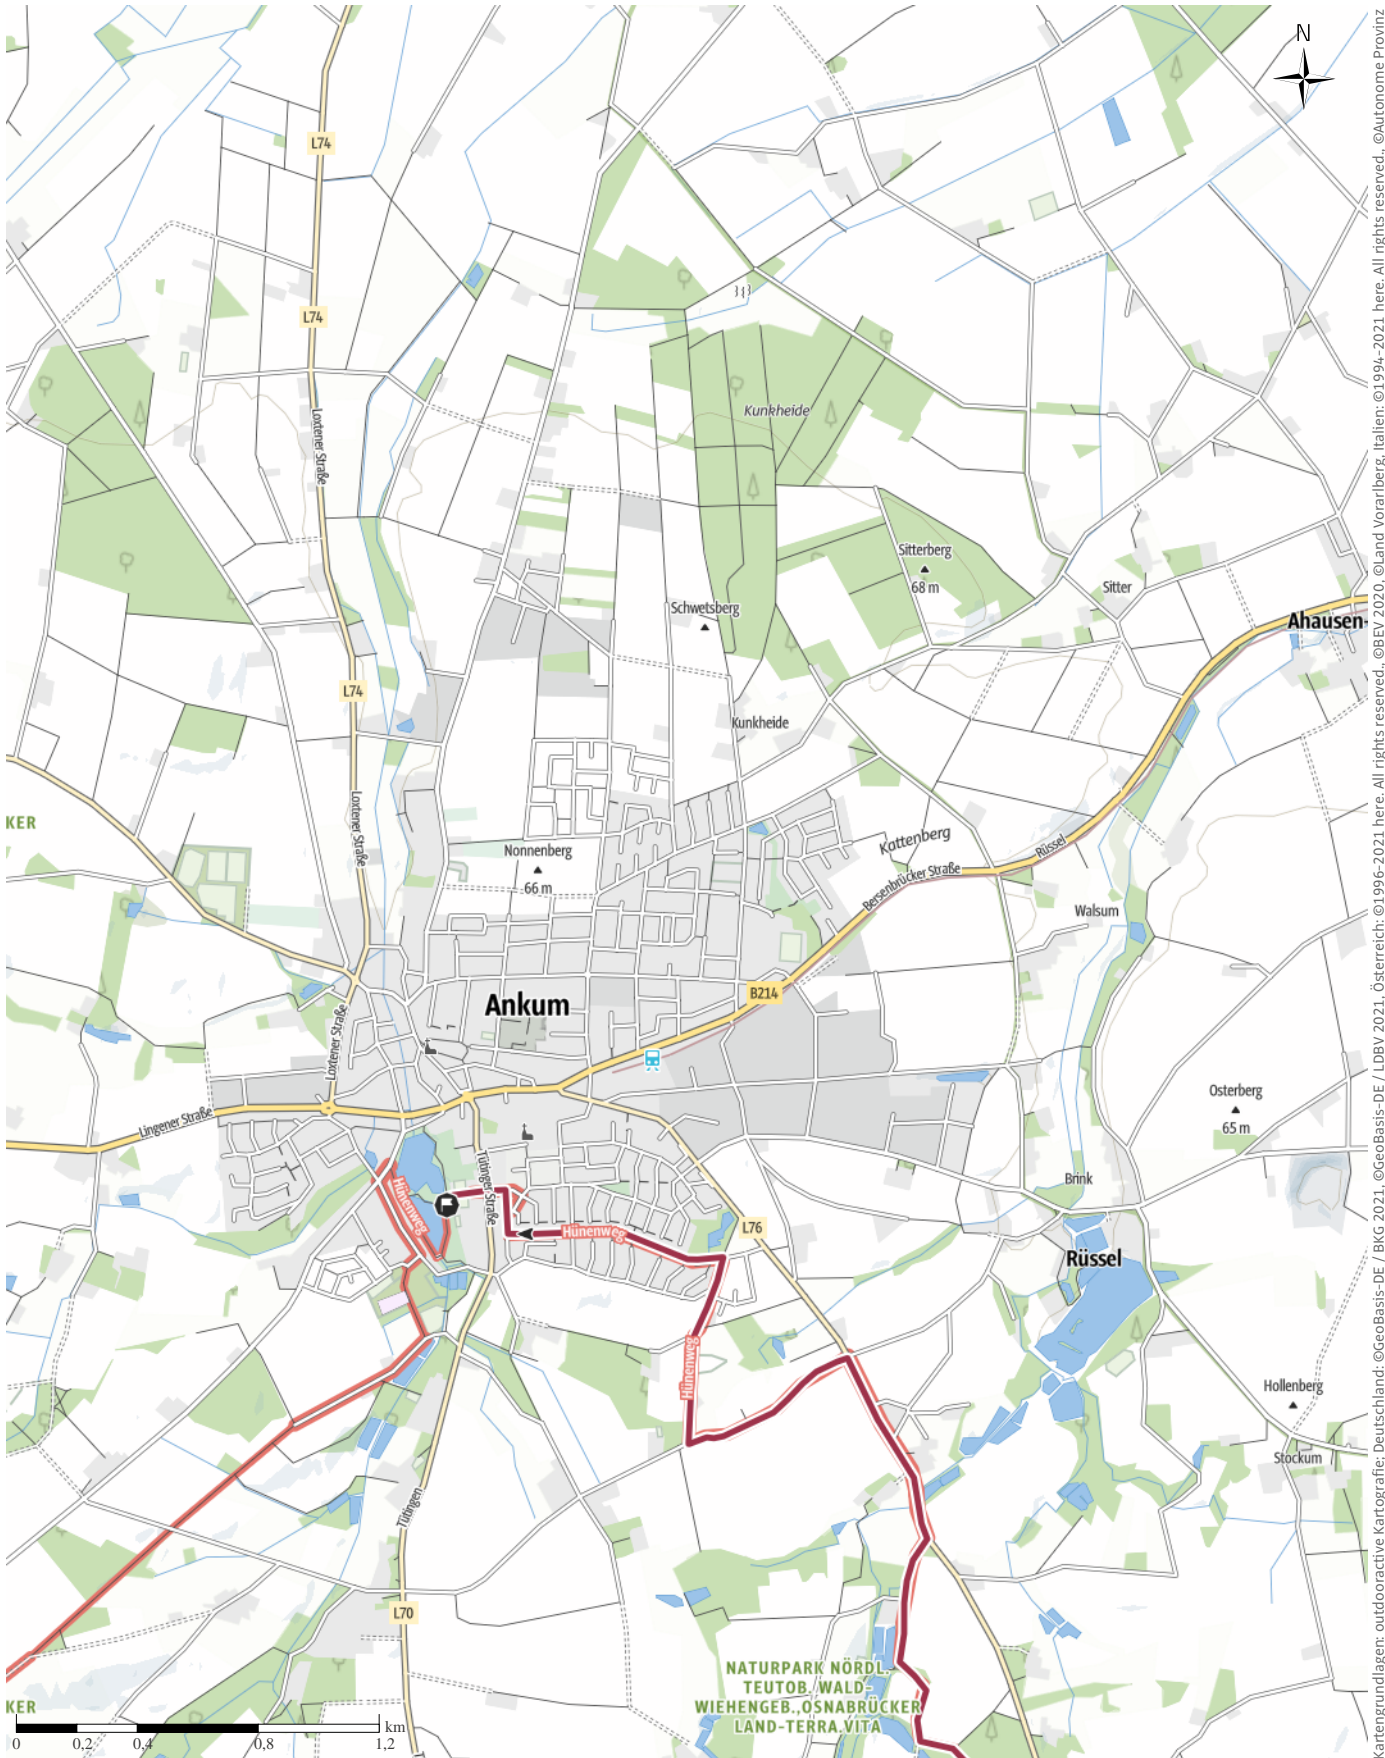 N
L74
L74
Loxtener Straße
Kunkheide
Sitterberg
68 m
Sitter
Schwetsberg
Ahausen-
L74
Kunkheide
KER
Loxtener Straße
Nonnenberg
66 m
Kattenberg
Rüssel
Bersenbrücker Straße
Walsum
B214
Ankum
Loxtener Straße
Lingener Straße
Osterberg
65 m
Tütinger Straße
Hünenweg
Brink
L76
Hünenweg
Rüssel
Hünenweg
Hollenberg
Stockum
Tütingen
L70
NATURPARK NÖRDL.
TEUTOB. WALD-
WIEHENGEB.,OSNABRÜCKER
LAND-TERRA.VITA
KER
km
0 0,2 0,4 0,8 1,2
Kartengrundlagen: outdooractive Kartografie; Deutschland: ©GeoBasis-DE / BKG 2021, ©GeoBasis-DE / LDBV 2021, Österreich: ©1996-2021 here. All rights reserved., ©BEV 2020, ©Land Vorarlberg, Italien: ©1994-2021 here. All rights reserved., ©Autonome Provinz